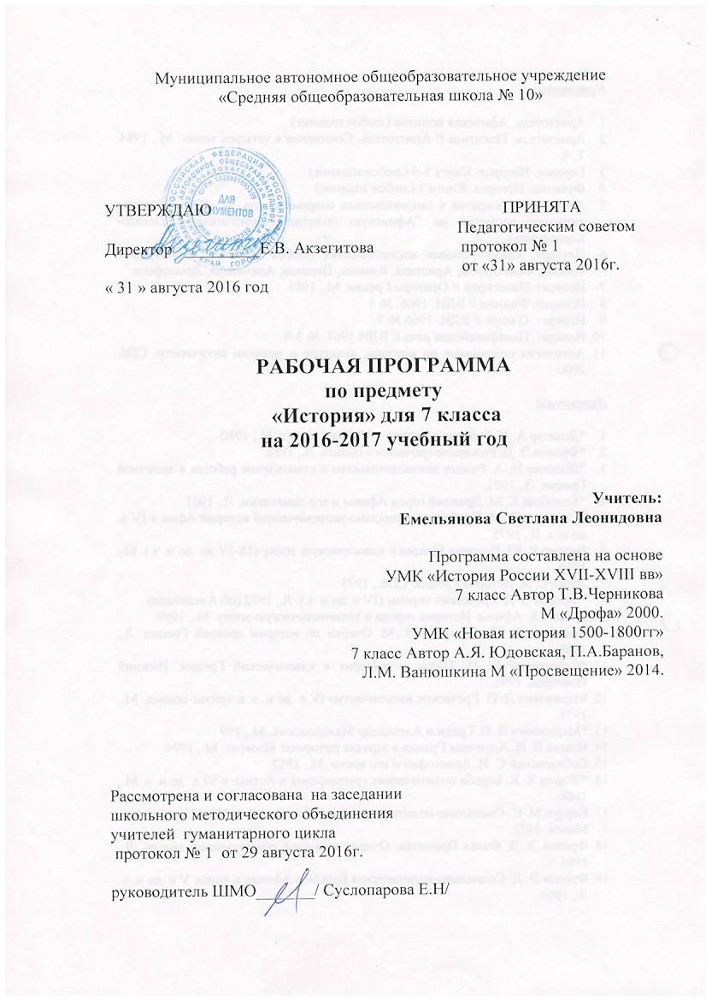 Муниципальное автономное общеобразовательное учреждение
«Средняя общеобразовательная школа № 10»
УТВЕРЖДАЮ
Директор Е.В. Акзегитова
« 31 » августа 2016 год
ПРИНЯТА
Педагогическим советом
протокол № 1
от «31» августа 2016г.
ДЛЯ
ДОКУМЕНТОВ
РАБОЧАЯ ПРОГРАММА
по предмету
«История» для 7 класса
на 2016-2017 учебный год
Учитель:
Емельянова Светлана Леонидовна
Программа составлена на основе
УМК «История России XVII-XVIII вв»
7 класс Автор Т.В.Черникова
М «Дрофа» 2000.
УМК «Новая история 1500-1800гг»
7 класс Автор А.Я. Юдовская, П.А.Баранов,
Л.М. Ванюшкина М «Просвещение» 2014.
Рассмотрена и согласована на заседании
школьного методического объединения
учителей гуманитарного цикла
протокол № 1 от 29 августа 2016г.
руководитель ШМО_______/ Суслопарова Е.Н/